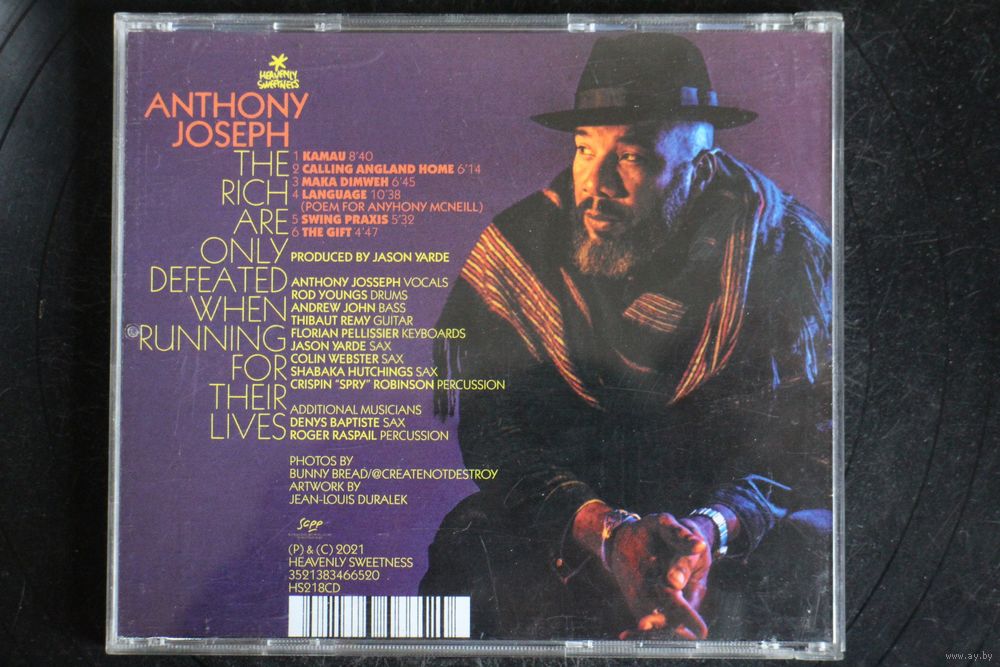 HEAVENLY
SWEETNESS
ANTHONY
JOSEPH
THE
RICH
ARE
ONLY
DEFEATED
WHEN
RUNNING
FOR
THEIR
LIVES
1 KAMAU 8'40
2 CALLING ANGLAND HOME 6'14
3 MAKA DIMWEH 6'45
4 LANGUAGE 10'38
(POEM FOR ANYHONY MCNEILL)
5 SWING PRAXIS 5'32
6 THE GIFT 4'47
PRODUCED BY JASON YARDE
ANTHONY JOSSEPH VOCALS
ROD YOUNGS DRUMS
ANDREW JOHN BASS
THIBAUT REMY GUITAR
FLORIAN PELLISSIER KEYBOARDS
JASON YARDE SAX
COLIN WEBSTER SAX
SHABAKA HUTCHINGS SAX
CRISPIN "SPRY" ROBINSON PERCUSSION
ADDITIONAL MUSICIANS
DENYS BAPTISTE SAX
ROGER RASPAIL PERCUSSION
PHOTOS BY
BUNNY BREAD/@CREATENOTDESTROY
ARTWORK BY
JEAN-LOUIS DURALEK
scpp
(P) & (C) 2021
HEAVENLY SWEETNESS
3521383466520
HS218CD
www.ay.by